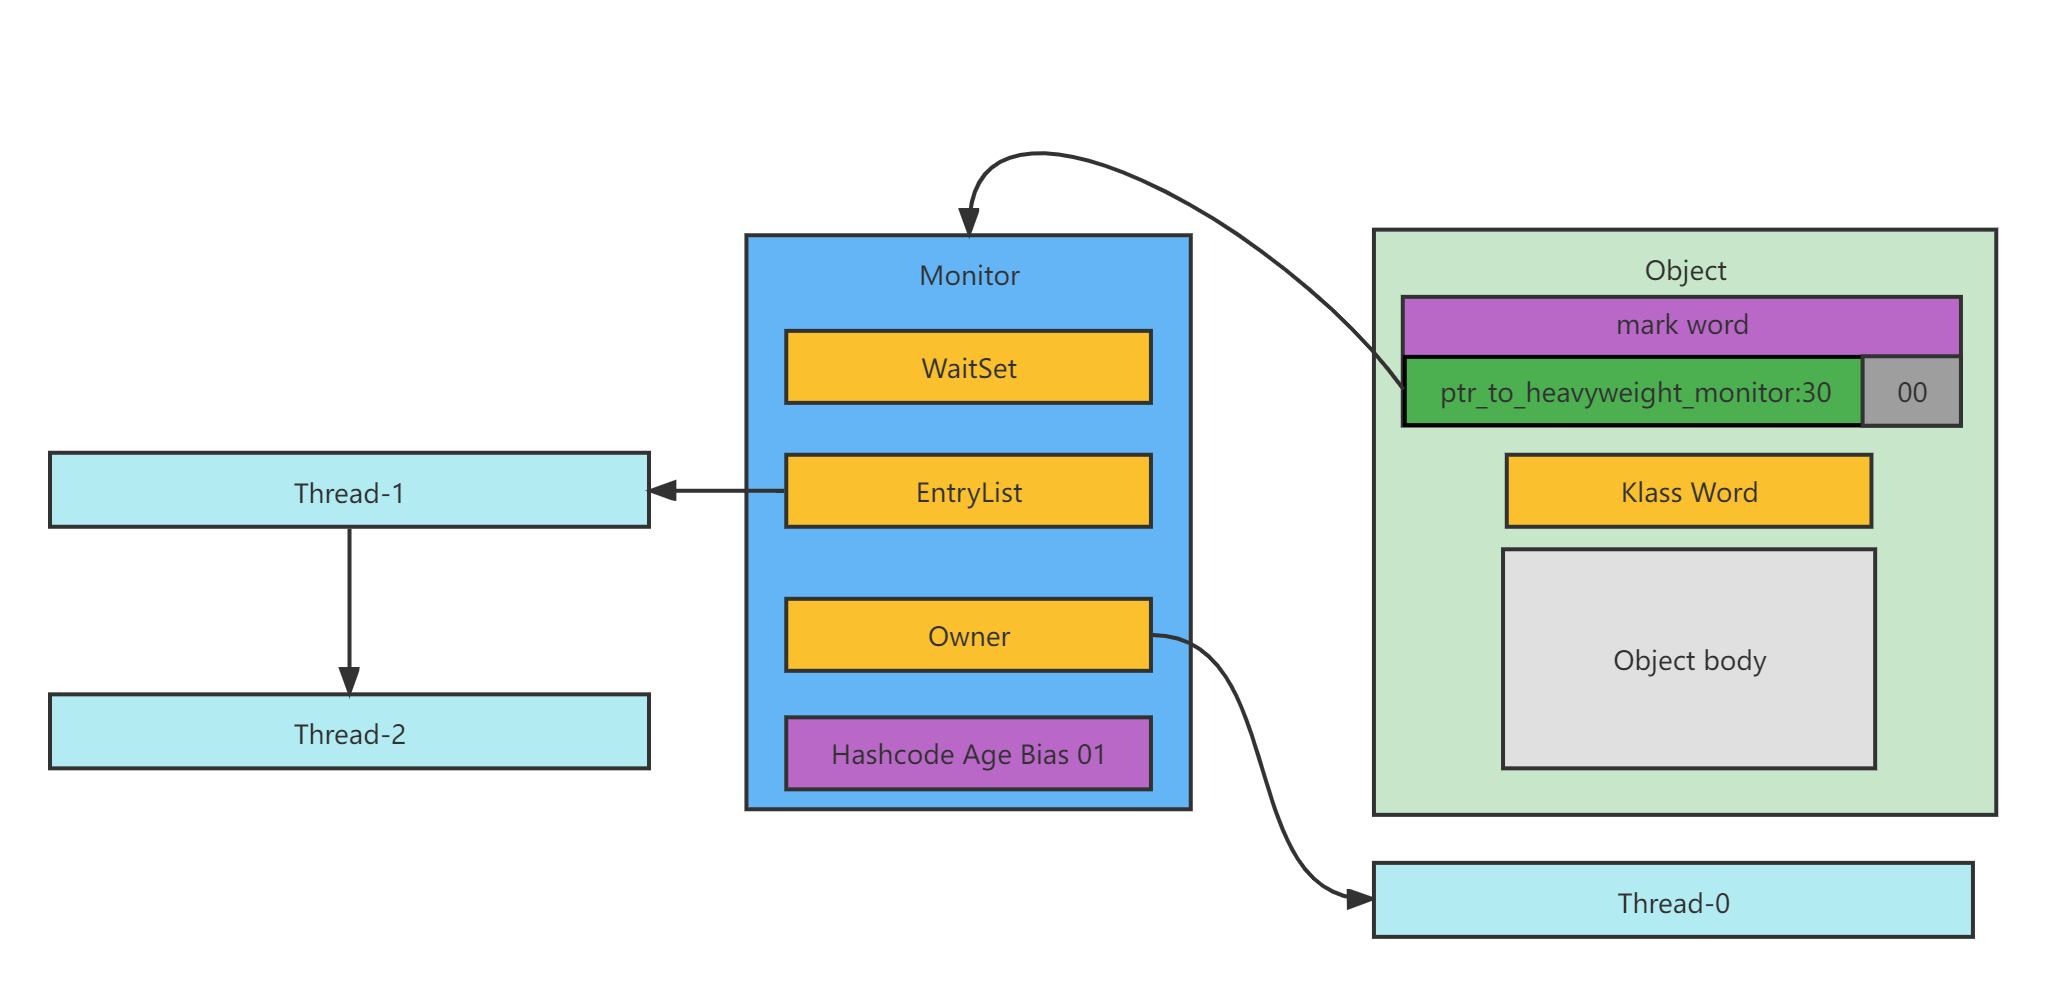 Monitor
WaitSet
EntryList
Owner
Hashcode Age Bias 01
Thread-1
Thread-2
Object
mark word
ptr_to_heavyweight_monitor:30 00
Klass Word
Object body
Thread-0